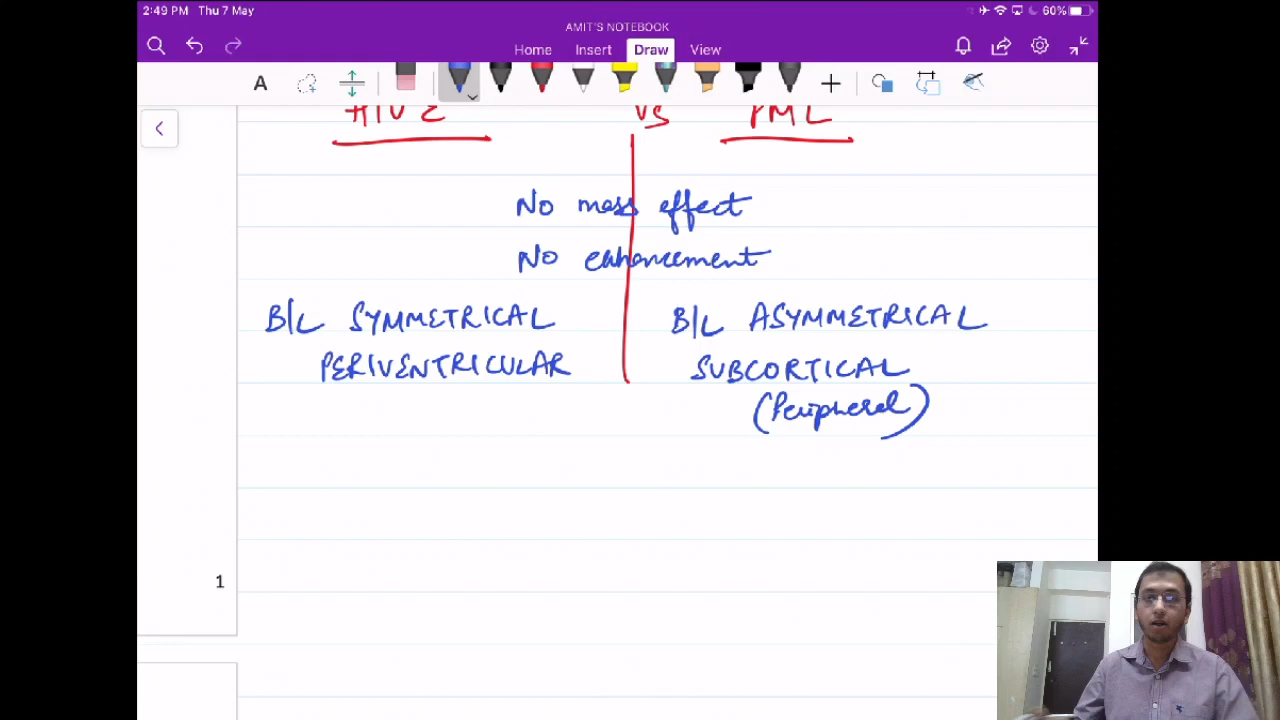 2:49 PM Thu 7 May 60%
AMIT'S NOTEBOOK
Home Insert Draw View
A
HIVE VS PML
No mass effect
No enhancement
B/L SYMMETRICAL
PERIVENTRICULAR
B/L ASYMMETRICAL
SUBCORTICAL
(Peripheral)
1